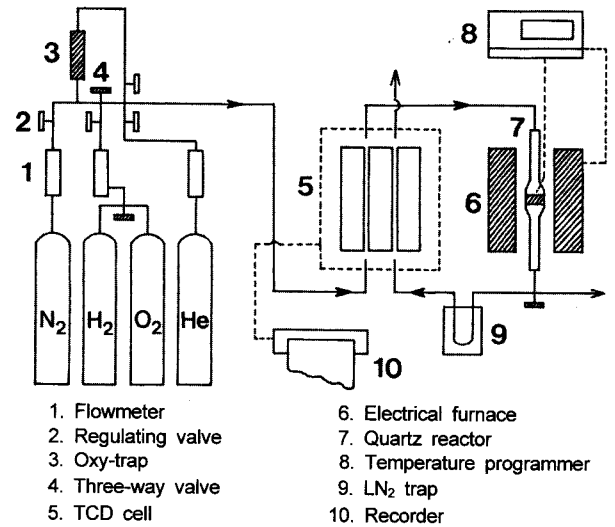 8
3
4
2
7
1
5
6
N2 H2 O2 He
9
10
1. Flowmeter
2. Regulating valve
3. Oxy-trap
4. Three-way valve
5. TCD cell
6. Electrical furnace
7. Quartz reactor
8. Temperature programmer
9. LN2 trap
10. Recorder